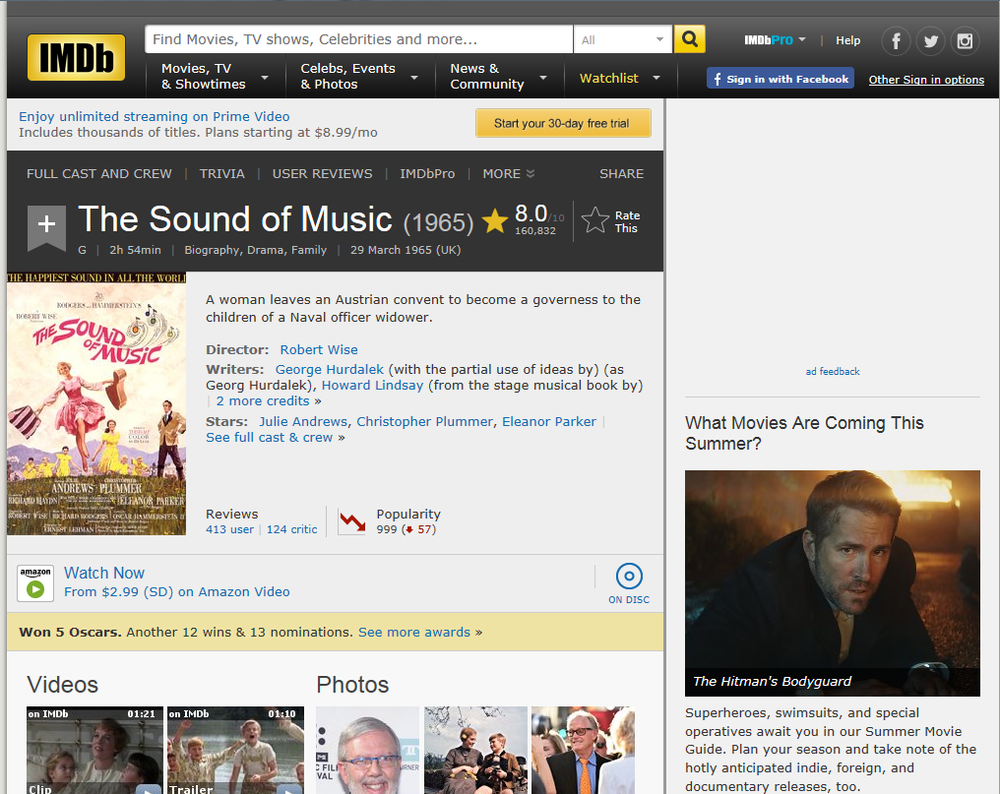 IMDb
Find Movies, TV shows, Celebrities and more...
All
IMDbPro
|
Help
Movies, TV
& Showtimes
Celebs, Events
& Photos
News &
Community
Watchlist
f Sign in with Facebook
Other Sign in options
Enjoy unlimited streaming on Prime Video
Includes thousands of titles. Plans starting at $8.99/mo
Start your 30-day free trial
FULL CAST AND CREW | TRIVIA | USER REVIEWS | IMDbPro | MORE
SHARE
The Sound of Music (1965)
8.0/10
160,832
Rate
This
G | 2h 54min | Biography, Drama, Family | 29 March 1965 (UK)
THE HAPPIEST SOUND IN ALL THE WORLD
RODGERS and HAMMERSTEIN'S
ROBERT WISE
THE SOUND
OF MUSIC
ANDREWS PLUMMER
RICHARD HAYDN
ELEANOR PARKER
ROBERT WISE RICHARD RODGERS OSCAR HAMMERSTEIN II
ERNEST LEHMAN
A woman leaves an Austrian convent to become a governess to the
children of a Naval officer widower.
Director: Robert Wise
Writers: George Hurdalek (with the partial use of ideas by) (as
Georg Hurdalek), Howard Lindsay (from the stage musical book by)
| 2 more credits »
Stars: Julie Andrews, Christopher Plummer, Eleanor Parker |
See full cast & crew »
Reviews
413 user | 124 critic
Popularity
999 (57)
amazon
Watch Now
From $2.99 (SD) on Amazon Video
ON DISC
Won 5 Oscars. Another 12 wins & 13 nominations. See more awards »
Videos
Photos
on IMDb 01:21
on IMDb 01:10
Clip
Trailer
ad feedback
What Movies Are Coming This
Summer?
The Hitman's Bodyguard
Superheroes, swimsuits, and special
operatives await you in our Summer Movie
Guide. Plan your season and take note of the
hotly anticipated indie, foreign, and
documentary releases, too.